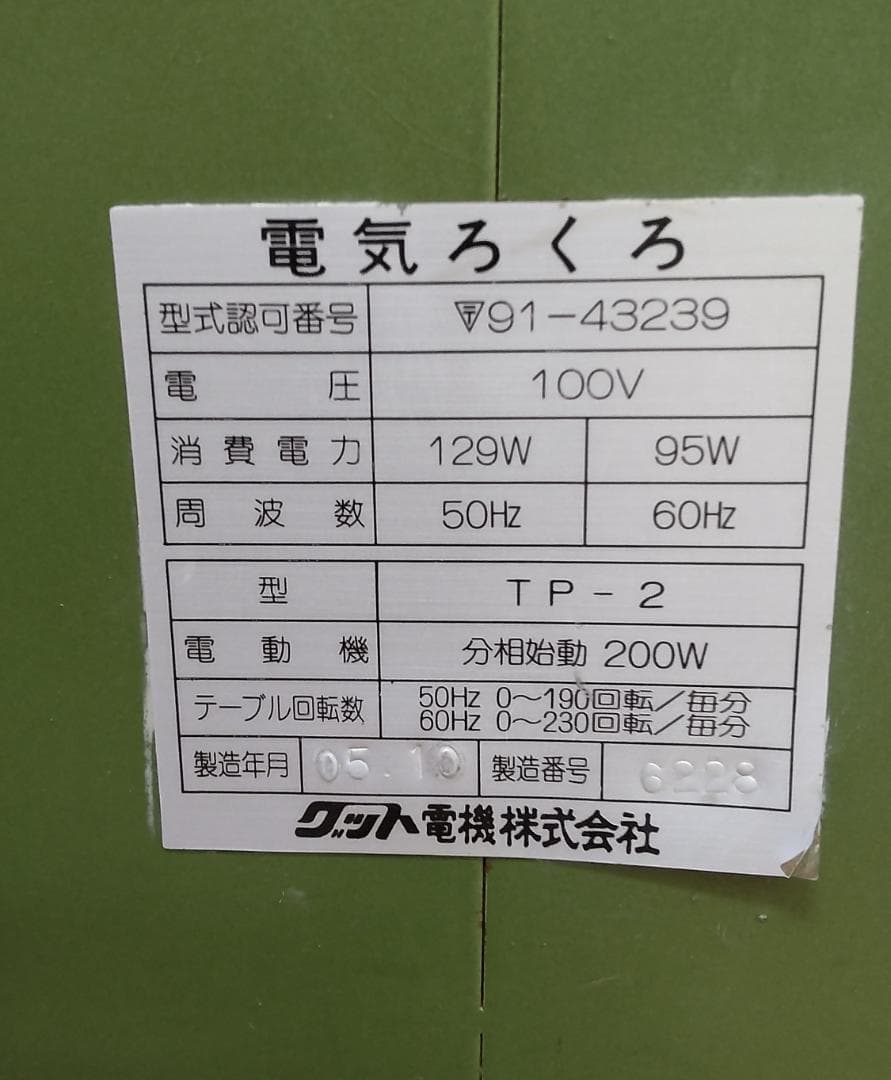 電気ろくろ
型式認可番号 〒91-43239
電圧 100V
消費電力 129W 95W
周波数 50Hz 60Hz
型 TP-2
電動機 分相始動 200W
テーブル回転数 50Hz 0～190回転/毎分
60Hz 0～230回転/毎分
製造年月 05.10 製造番号 6228
グット電機株式会社